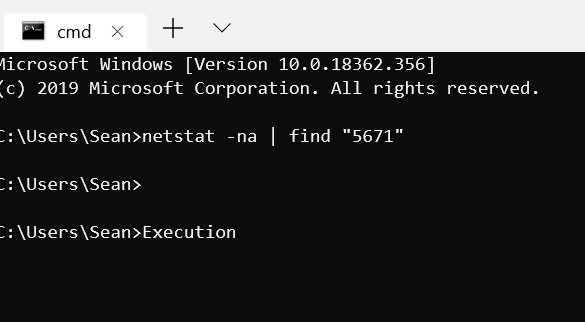 cmd
Microsoft Windows [Version 10.0.18362.356]
(c) 2019 Microsoft Corporation. All rights reserved.
C:\Users\Sean>netstat -na | find "5671"
C:\Users\Sean>
C:\Users\Sean>Execution